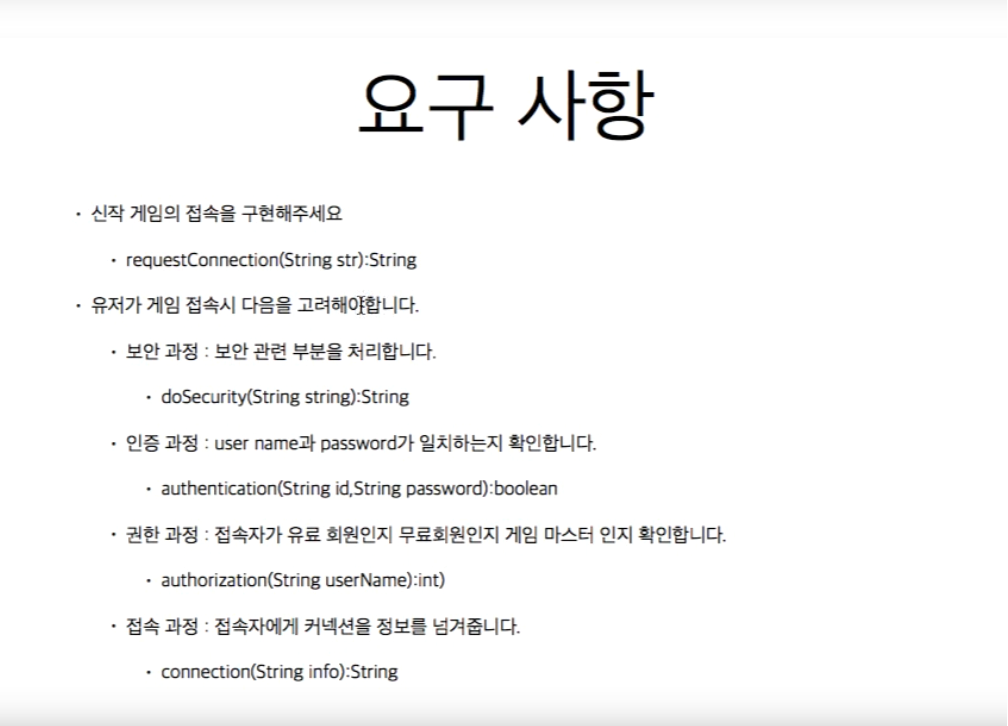 요구 사항
• 신작 게임의 접속을 구현해주세요
• requestConnection(String str):String
• 유저가 게임 접속시 다음을 고려해야합니다.
• 보안 과정 : 보안 관련 부분을 처리합니다.
• doSecurity(String string):String
• 인증 과정 : user name과 password가 일치하는지 확인합니다.
• authentication(String id,String password):boolean
• 권한 과정 : 접속자가 유료 회원인지 무료회원인지 게임 마스터 인지 확인합니다.
• authorization(String userName):int)
• 접속 과정 : 접속자에게 커넥션을 정보를 넘겨줍니다.
• connection(String info):String